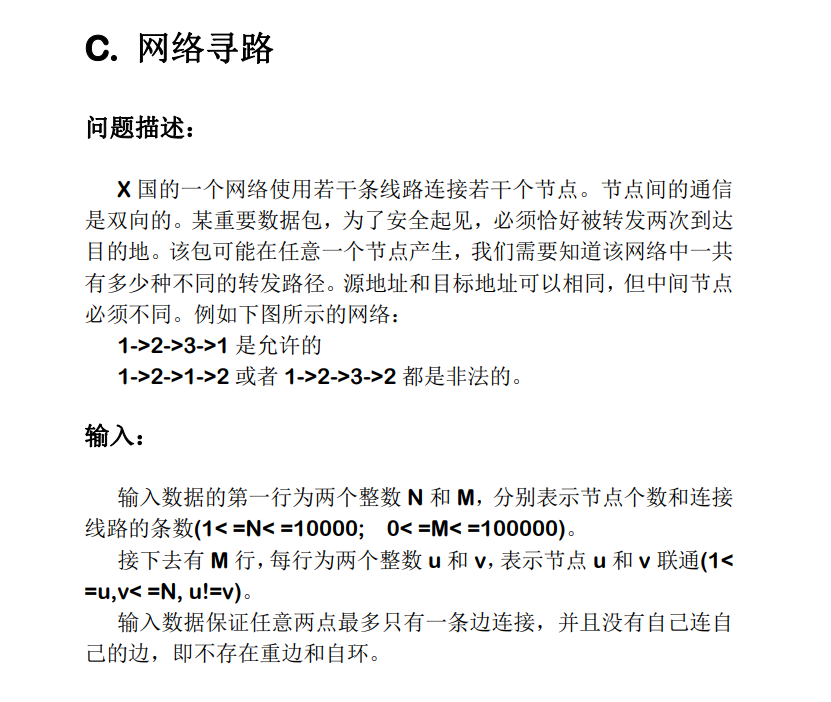 C. 网络寻路
问题描述：
X 国的一个网络使用若干条线路连接若干个节点。节点间的通信
是双向的。某重要数据包，为了安全起见，必须恰好被转发两次到达
目的地。该包可能在任意一个节点产生，我们需要知道该网络中一共
有多少种不同的转发路径。源地址和目标地址可以相同，但中间节点
必须不同。例如下图所示的网络：
1->2->3->1 是允许的
1->2->1->2 或者 1->2->3->2 都是非法的。
输入：
输入数据的第一行为两个整数 N 和 M，分别表示节点个数和连接
线路的条数(1< =N< =10000; 0< =M< =100000)。
接下去有 M 行，每行为两个整数 u 和 v，表示节点 u 和 v 联通(1<
=u,v< =N, u!=v)。
输入数据保证任意两点最多只有一条边连接，并且没有自己连自
己的边，即不存在重边和自环。